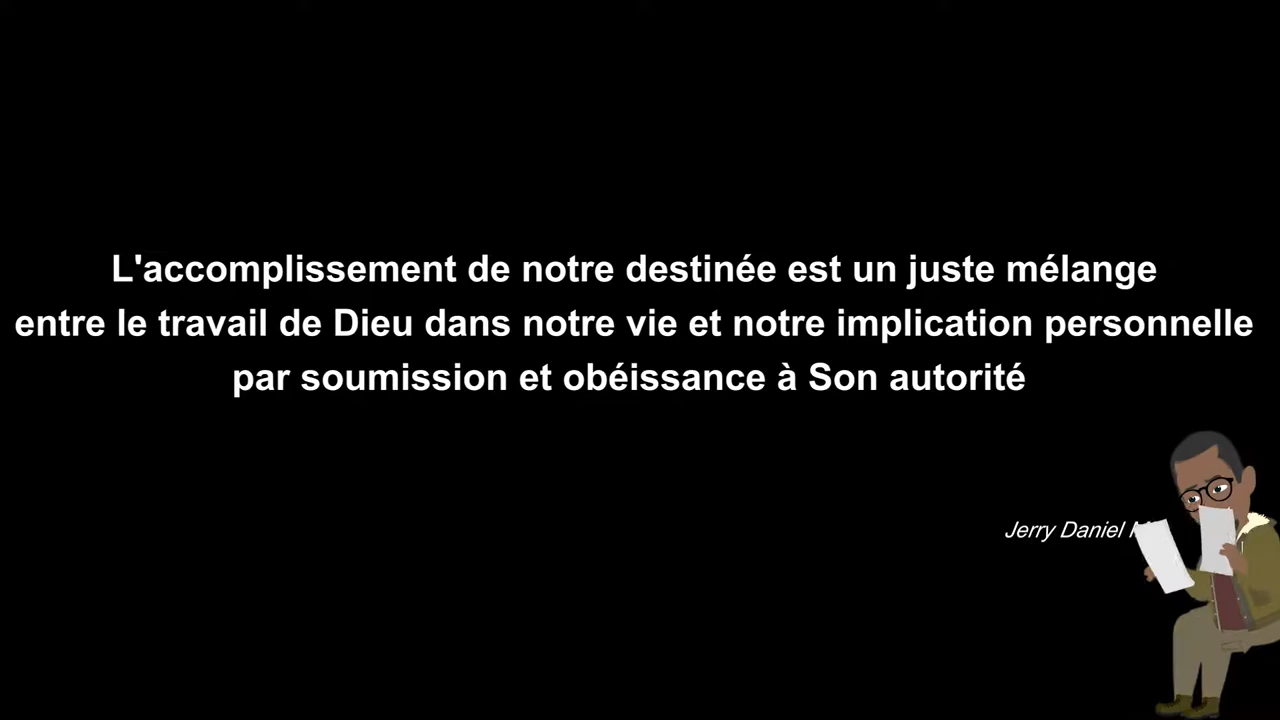 L'accomplissement de notre destinée est un juste mélange
entre le travail de Dieu dans notre vie et notre implication personnelle
par soumission et obéissance à Son autorité
Jerry Daniel